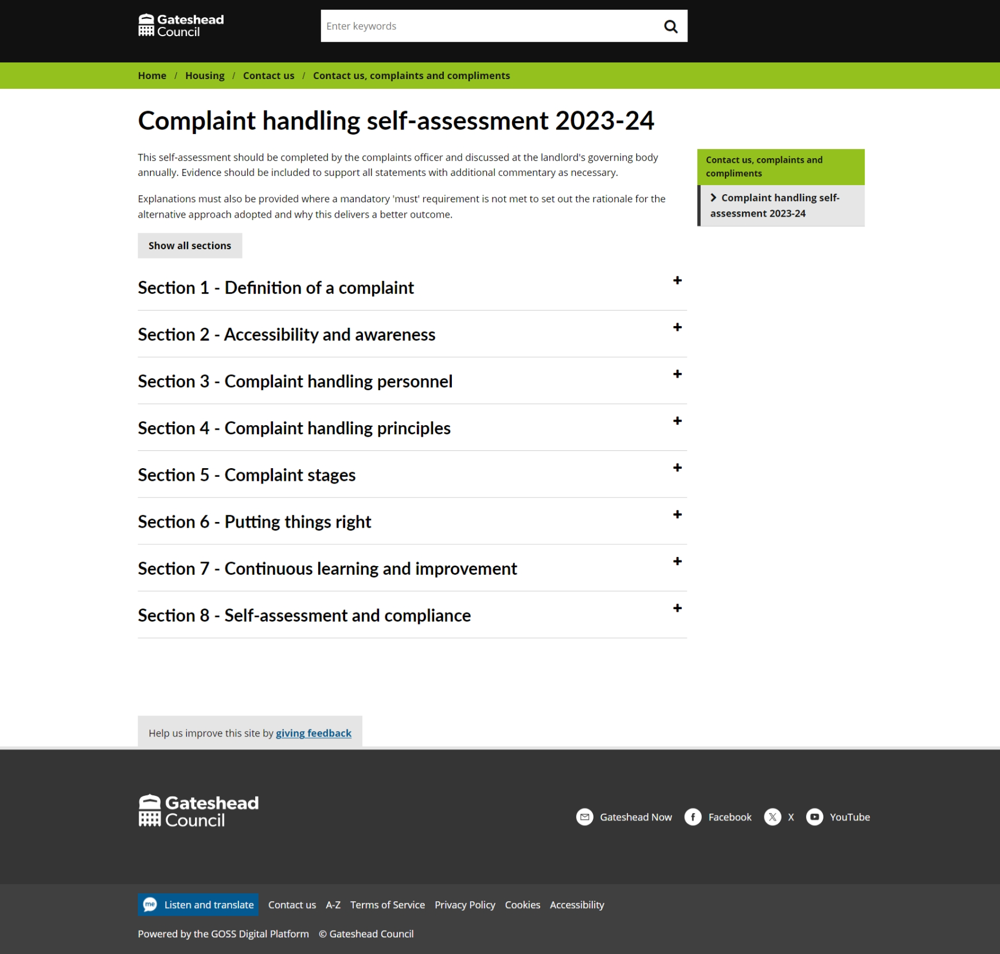 Gateshead
Council
Enter keywords
Home / Housing / Contact us / Contact us, complaints and compliments
Complaint handling self-assessment 2023-24
This self-assessment should be completed by the complaints officer and discussed at the landlord's governing body
annually. Evidence should be included to support all statements with additional commentary as necessary.
Explanations must also be provided where a mandatory 'must' requirement is not met to set out the rationale for the
alternative approach adopted and why this delivers a better outcome.
Contact us, complaints and
compliments
Complaint handling self-
assessment 2023-24
Show all sections
Section 1 - Definition of a complaint
Section 2 - Accessibility and awareness
Section 3 - Complaint handling personnel
Section 4 - Complaint handling principles
Section 5 - Complaint stages
Section 6 - Putting things right
Section 7 - Continuous learning and improvement
Section 8 - Self-assessment and compliance
Help us improve this site by giving feedback
Gateshead
Council
Gateshead Now Facebook X YouTube
me Listen and translate Contact us A-Z Terms of Service Privacy Policy Cookies Accessibility
Powered by the GOSS Digital Platform © Gateshead Council